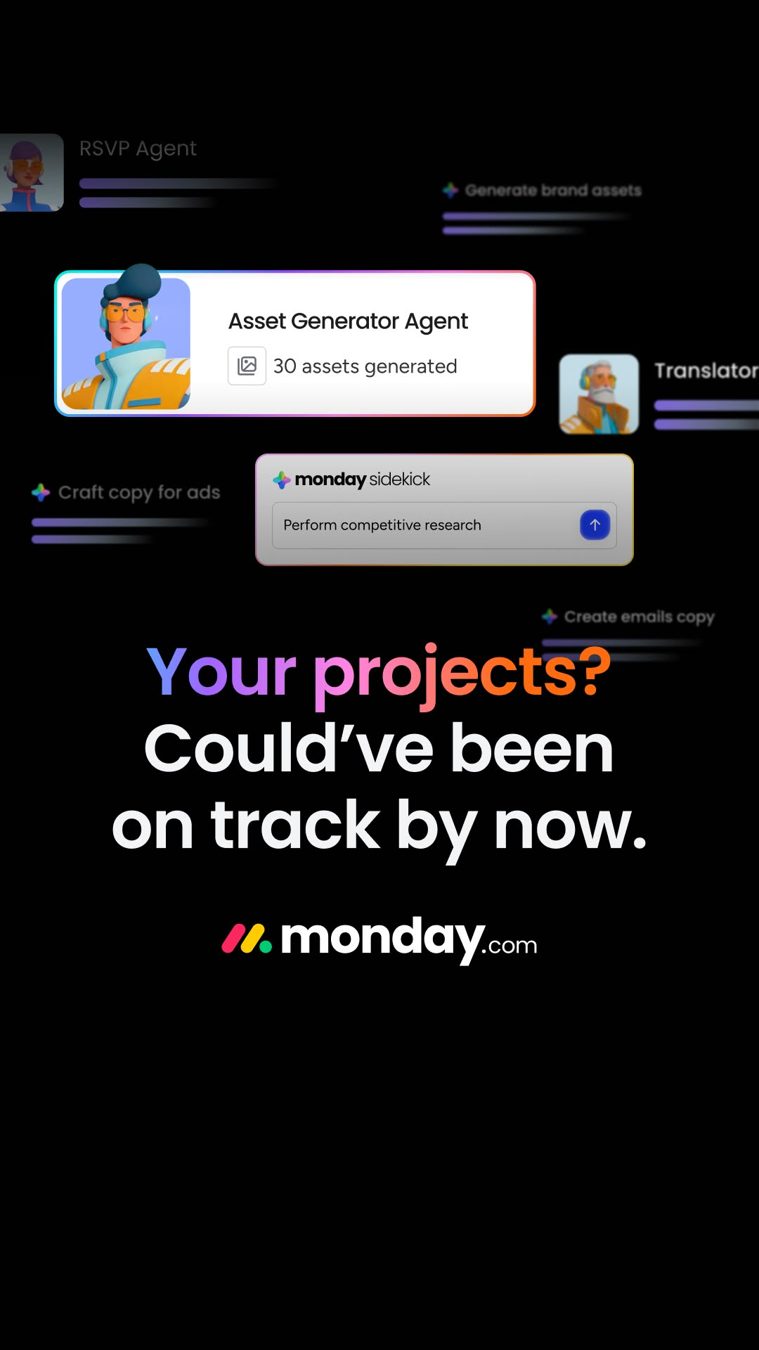 RSVP Agent
Generate brand assets
Asset Generator Agent
30 assets generated
Translator
Craft copy for ads
monday sidekick
Perform competitive research
Create emails copy
Your projects?
Could’ve been
on track by now.
monday.com